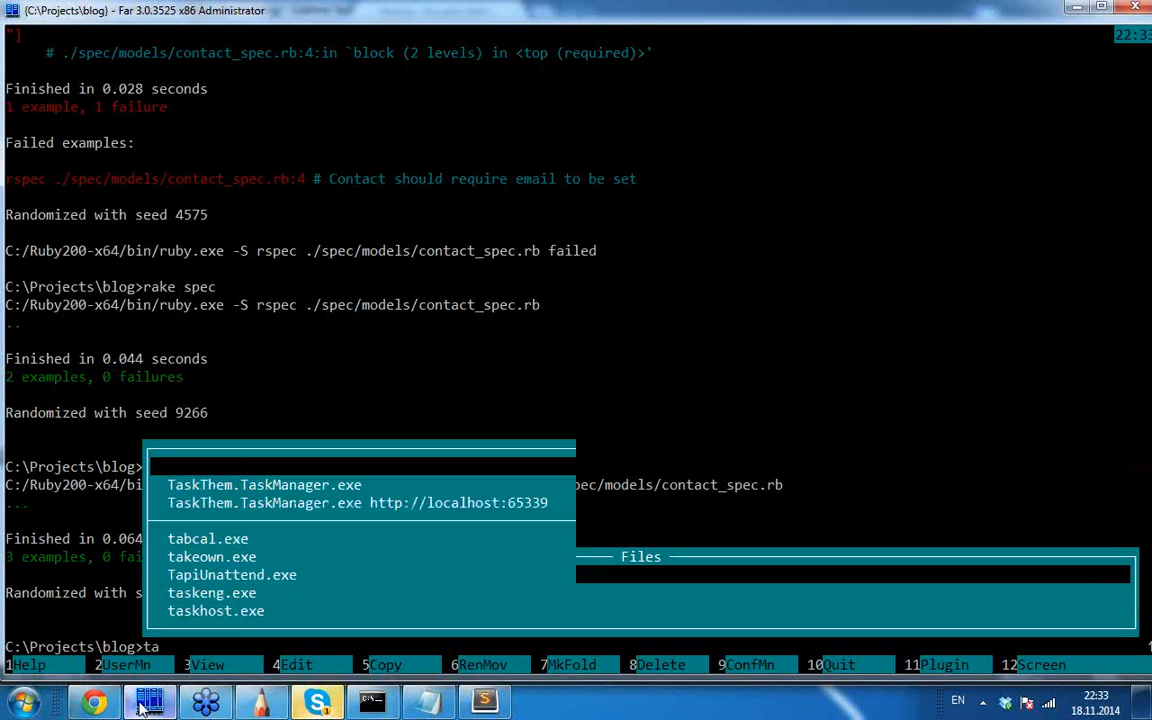 {C:\Projects\blog} - Far 3.0.3525 x86 Administrator
"]
22:33
# ./spec/models/contact_spec.rb:4:in `block (2 levels) in <top (required)>'
Finished in 0.028 seconds
1 example, 1 failure
Failed examples:
rspec ./spec/models/contact_spec.rb:4 # Contact should require email to be set
Randomized with seed 4575
C:/Ruby200-x64/bin/ruby.exe -S rspec ./spec/models/contact_spec.rb failed
C:\Projects\blog>rake spec
C:/Ruby200-x64/bin/ruby.exe -S rspec ./spec/models/contact_spec.rb
..
Finished in 0.044 seconds
2 examples, 0 failures
Randomized with seed 9266
C:\Projects\blog>
C:/Ruby200-x64/bi
TaskThem.TaskManager.exe
pec/models/contact_spec.rb
TaskThem.TaskManager.exe http://localhost:65339
...
Finished in 0.064
tabcal.exe
3 examples, 0 fai
takeown.exe
Files
TapiUnattend.exe
Randomized with s
taskeng.exe
taskhost.exe
C:\Projects\blog>ta
1Help 2UserMn 3View 4Edit 5Copy 6RenMov 7MkFold 8Delete 9ConfMn 10Quit 11Plugin 12Screen
EN
22:33
18.11.2014